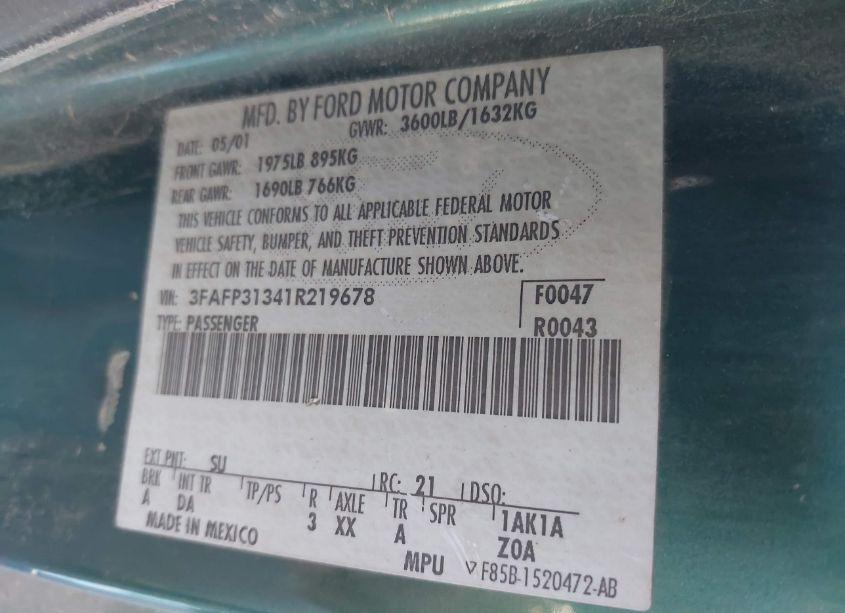 MFD. BY FORD MOTOR COMPANY
DATE: 05/01 GVWR: 3600LB/1632KG
FRONT GAWR: 1975LB 895KG
REAR GAWR: 1690LB 766KG
THIS VEHICLE CONFORMS TO ALL APPLICABLE FEDERAL MOTOR
VEHICLE SAFETY, BUMPER, AND THEFT PREVENTION STANDARDS
IN EFFECT ON THE DATE OF MANUFACTURE SHOWN ABOVE.
VIN: 3FAFP31341R219678 F0047
TYPE: PASSENGER R0043
EXT PNT: SU RC: 21 DSO:
BRK INT TR TP/PS R AXLE TR SPR 1AK1A
A DA 3 XX A Z0A
MADE IN MEXICO MPU ▽F85B-1520472-AB